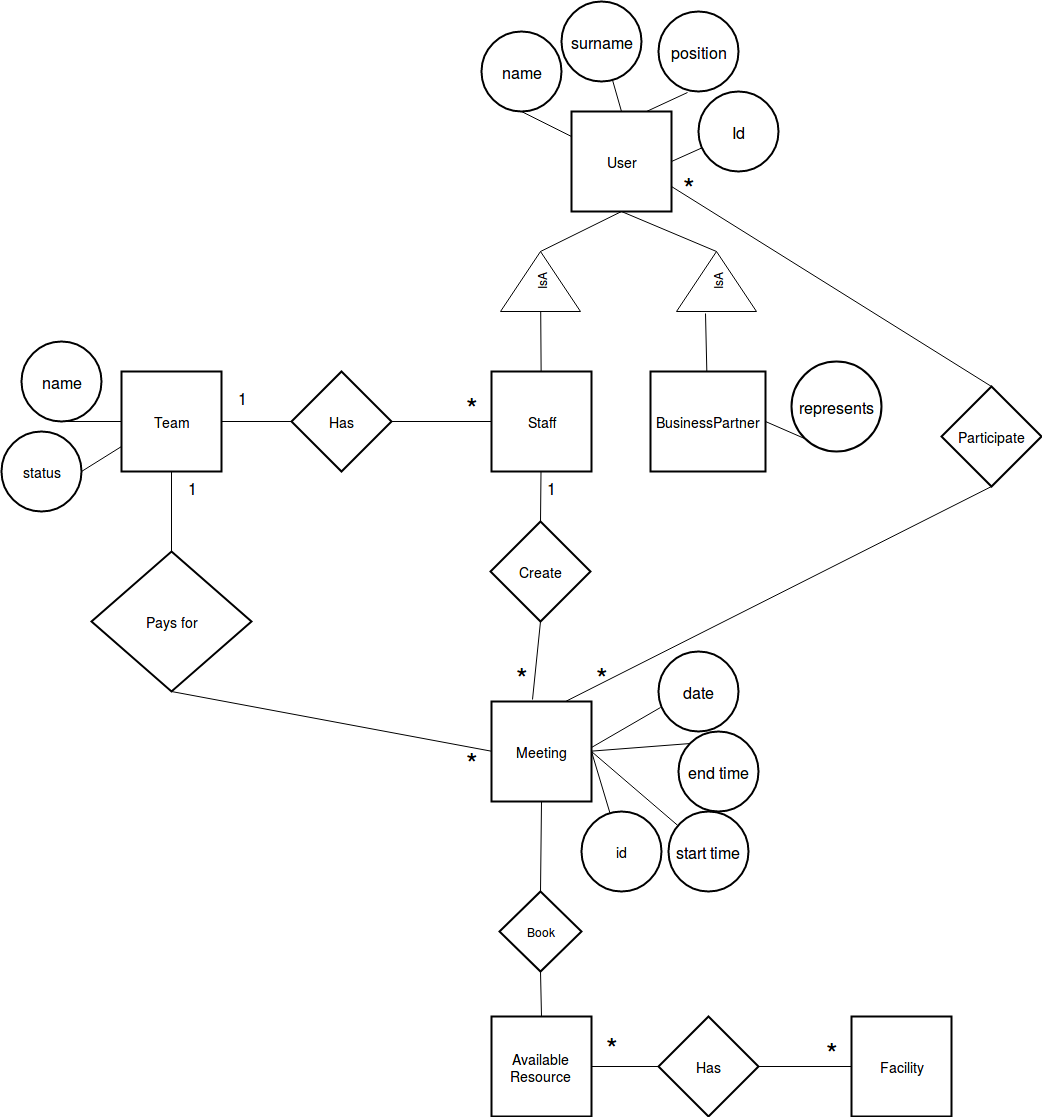 surname
position
name
Id
User
*
IsA
IsA
name
Team
1
Has
*
Staff
BusinessPartner
represents
Participate
status
1
1
Create
Pays for
*
*
date
Meeting
*
end time
id
start time
Book
Available
Resource
*
Has
*
Facility